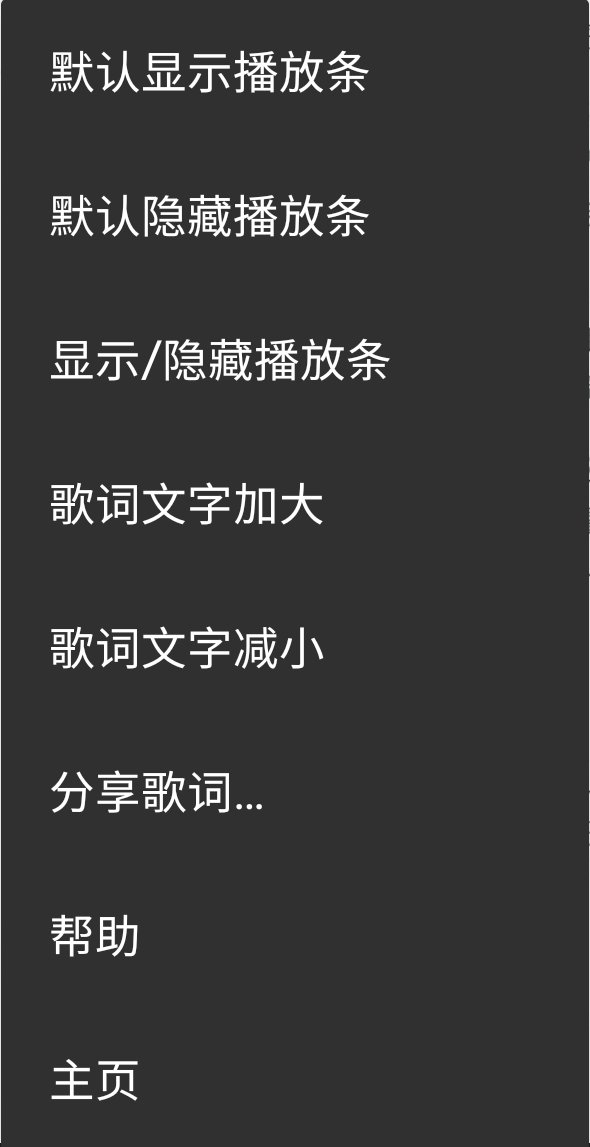 默认显示播放条
默认隐藏播放条
显示/隐藏播放条
歌词文字加大
歌词文字减小
分享歌词...
帮助
主页